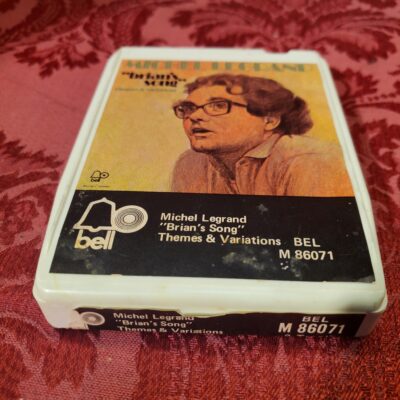 MICHEL LEGRAND
"brian's
song"
bell
bell
Michel Legrand
"Brian's Song"
Themes & Variations BEL
M 86071
Michel Legrand
"Brian's Song"
Themes & Variations
BEL
M 86071